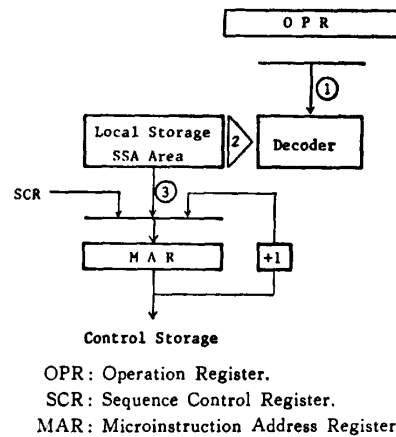 O P R
①
Local Storage
SSA Area
2
Decoder
③
SCR
M A R
+1
Control Storage
OPR: Operation Register.
SCR: Sequence Control Register.
MAR: Microinstruction Address Register